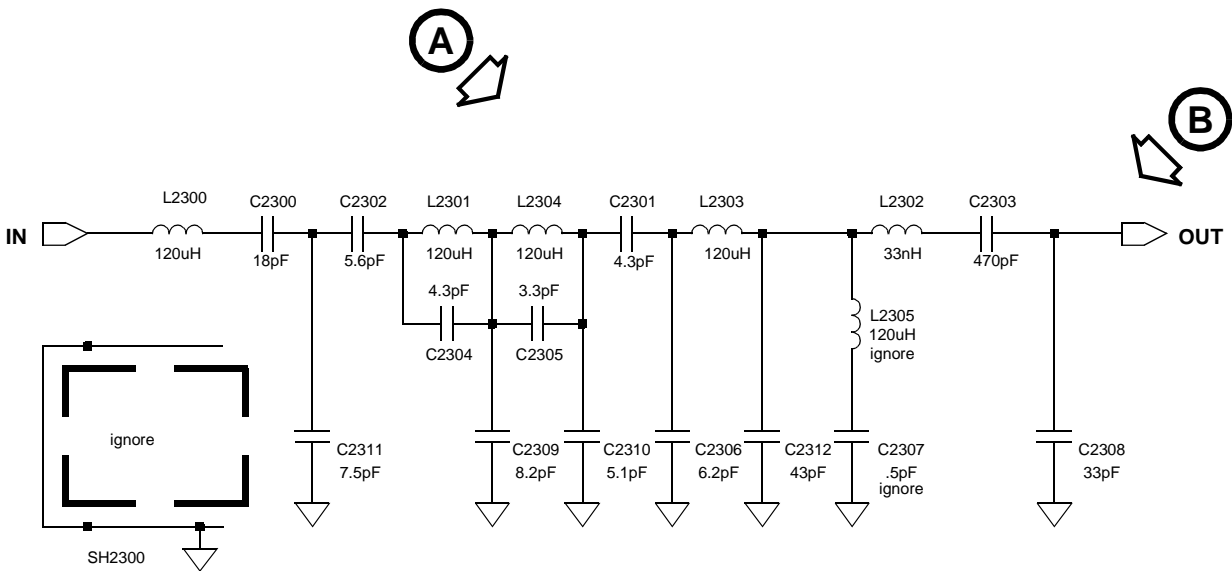 A
B
L2300
C2300
C2302
L2301
L2304
C2301
L2303
L2302
C2303
IN
OUT
120uH
18pF
5.6pF
120uH
120uH
4.3pF
120uH
33nH
470pF
4.3pF
3.3pF
C2304
C2305
L2305
120uH
ignore
ignore
C2311
7.5pF
C2309
8.2pF
C2310
5.1pF
C2306
6.2pF
C2312
43pF
C2307
.5pF
ignore
C2308
33pF
SH2300